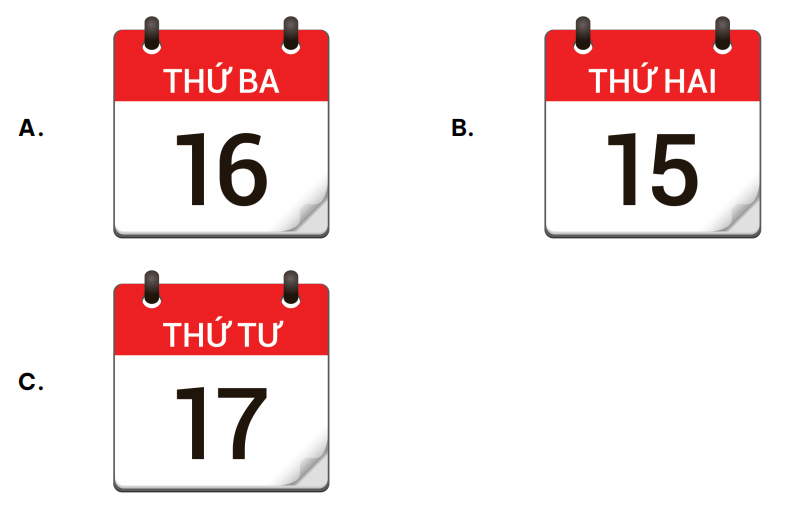 A.
THỨ BA
16
B.
THỨ HAI
15
C.
THỨ TƯ
17